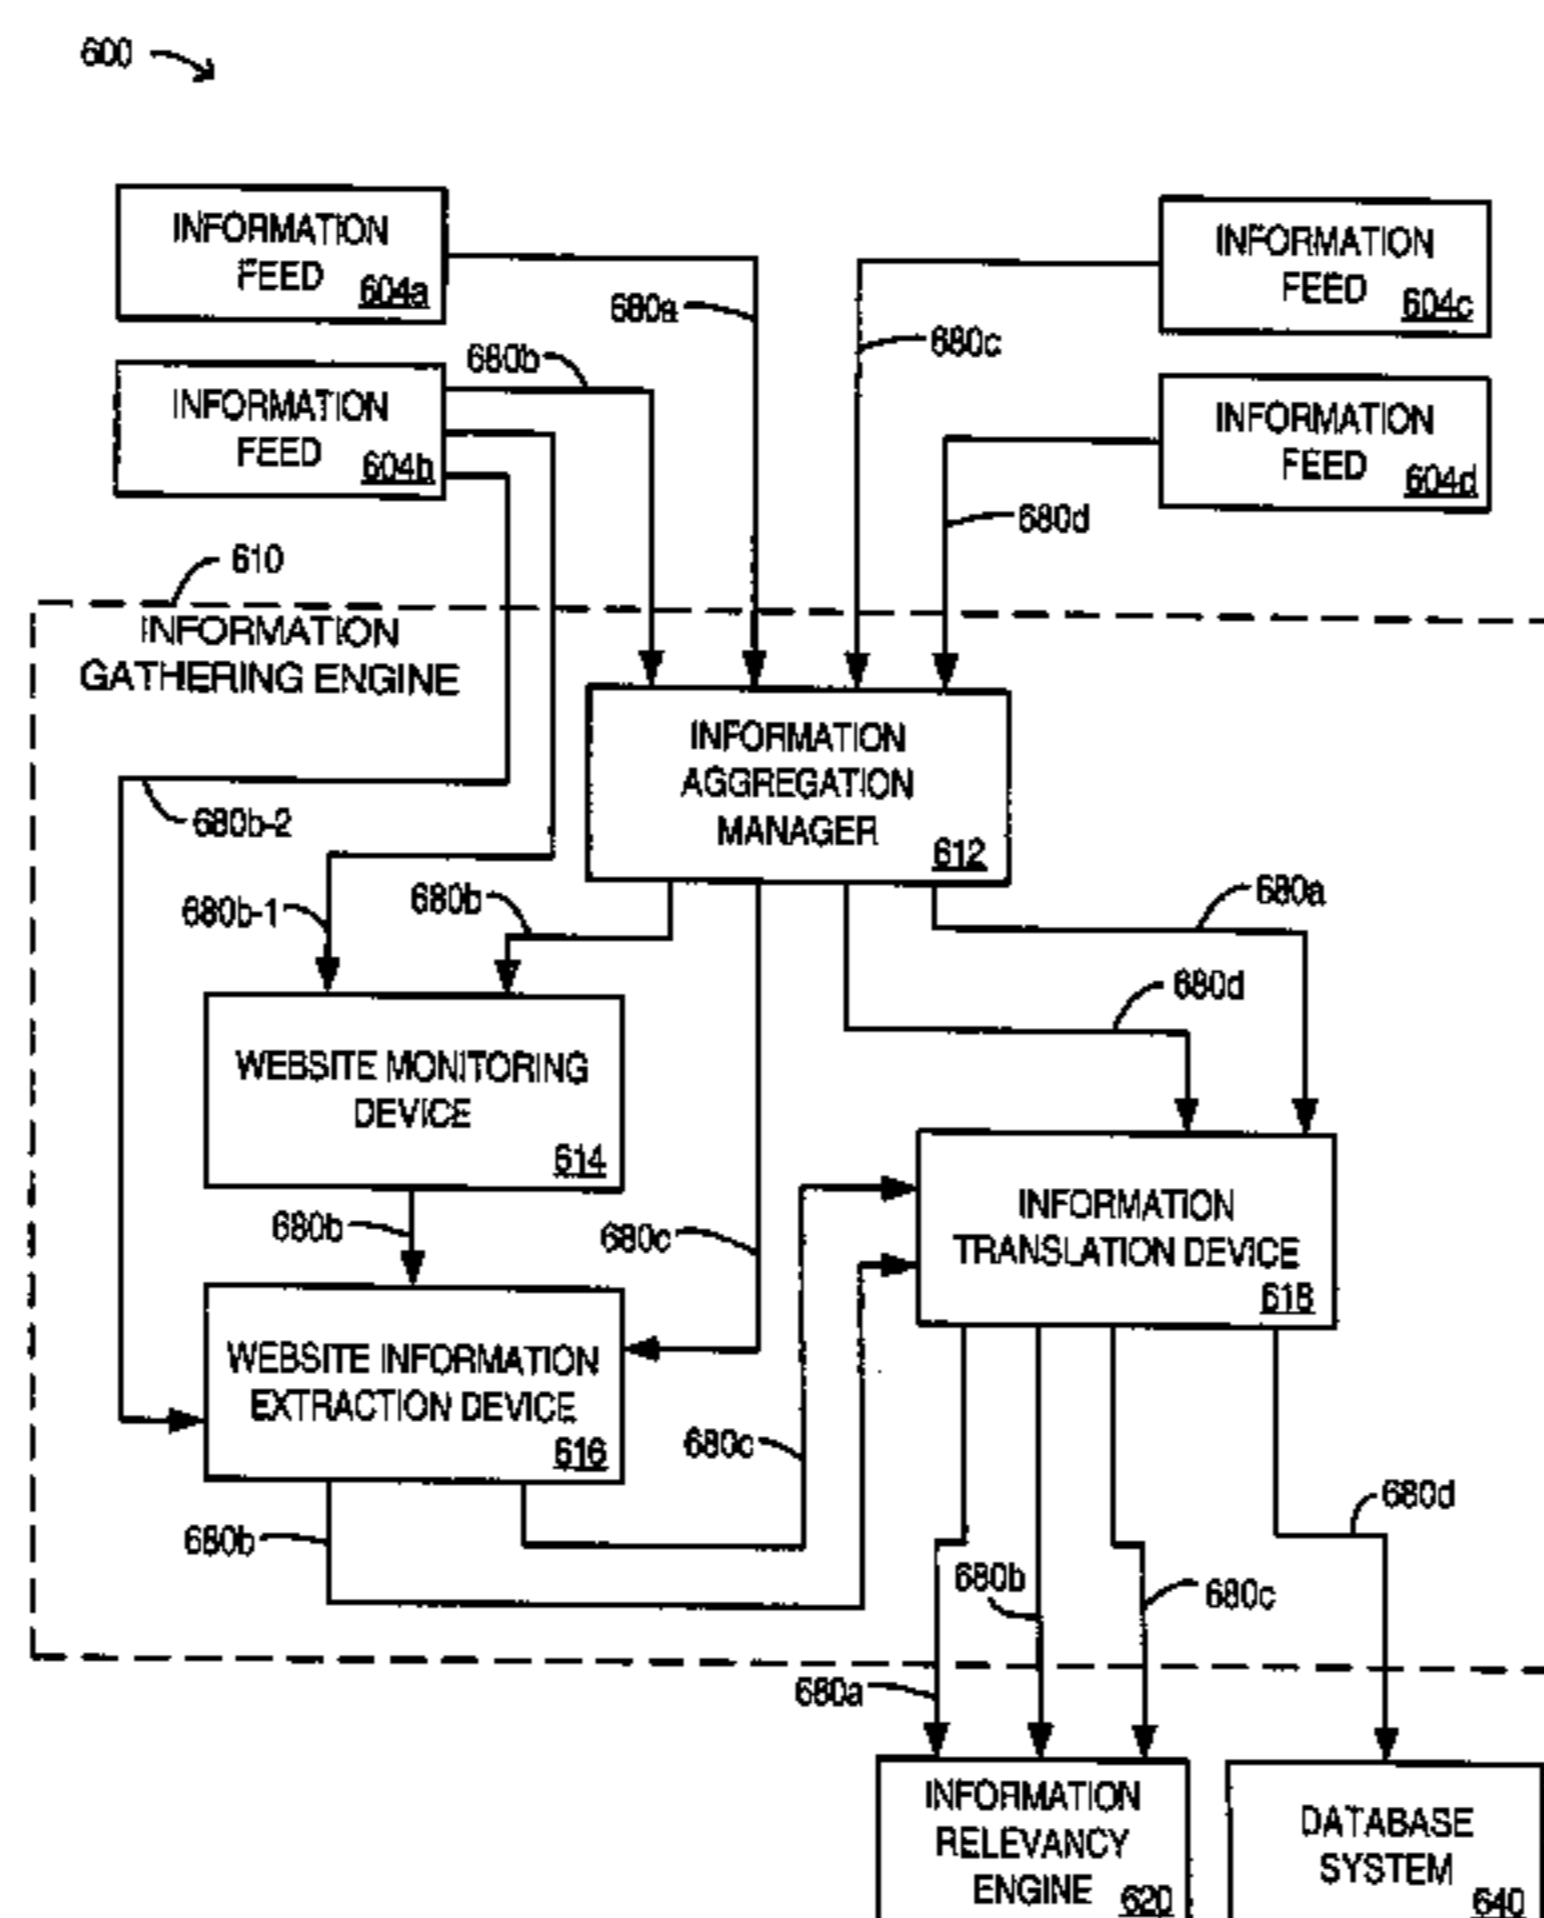 600
INFORMATION
FEED 604a
INFORMATION
FEED 604c
680a
680c
680b
INFORMATION
FEED 604b
INFORMATION
FEED 604d
680d
610
INFORMATION
GATHERING ENGINE
INFORMATION
AGGREGATION
MANAGER
612
680b-2
680b-1
680b
680a
680d
WEBSITE MONITORING
DEVICE
614
680b
680c
INFORMATION
TRANSLATION DEVICE
618
WEBSITE INFORMATION
EXTRACTION DEVICE
616
680c
680b
680d
680b
680c
680a
INFORMATION
RELEVANCY
ENGINE 620
DATABASE
SYSTEM
640